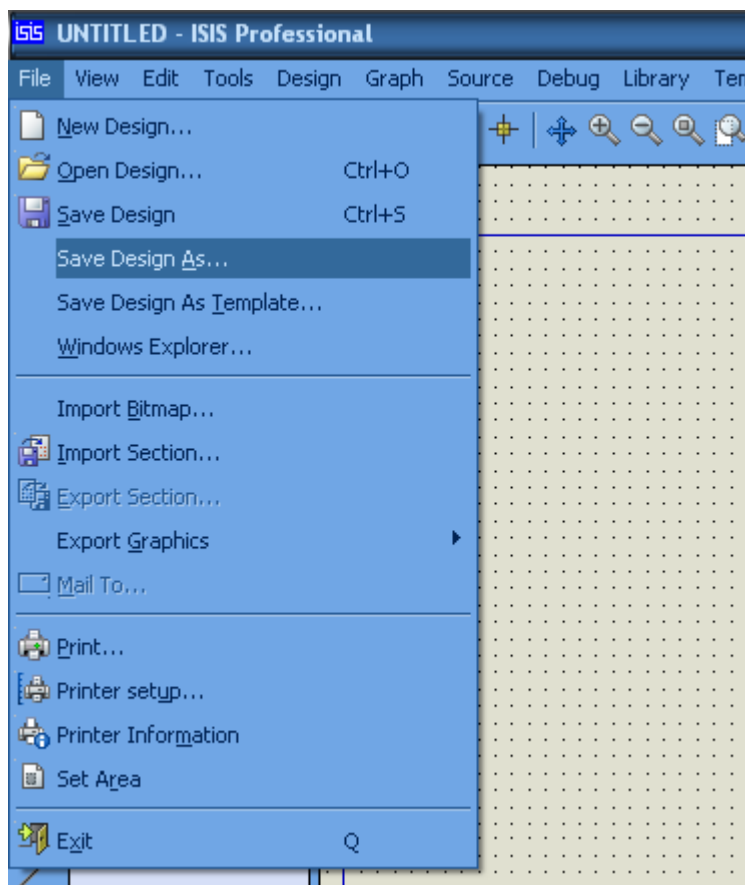 isis UNTITLED - ISIS Professional
File View Edit Tools Design Graph Source Debug Library
New Design...
Open Design... Ctrl+O
Save Design Ctrl+S
Save Design As...
Save Design As Template...
Windows Explorer...
Import Bitmap...
Import Section...
Export Section...
Export Graphics
Mail To...
Print...
Printer setup...
Printer Information
Set Area
Exit Q